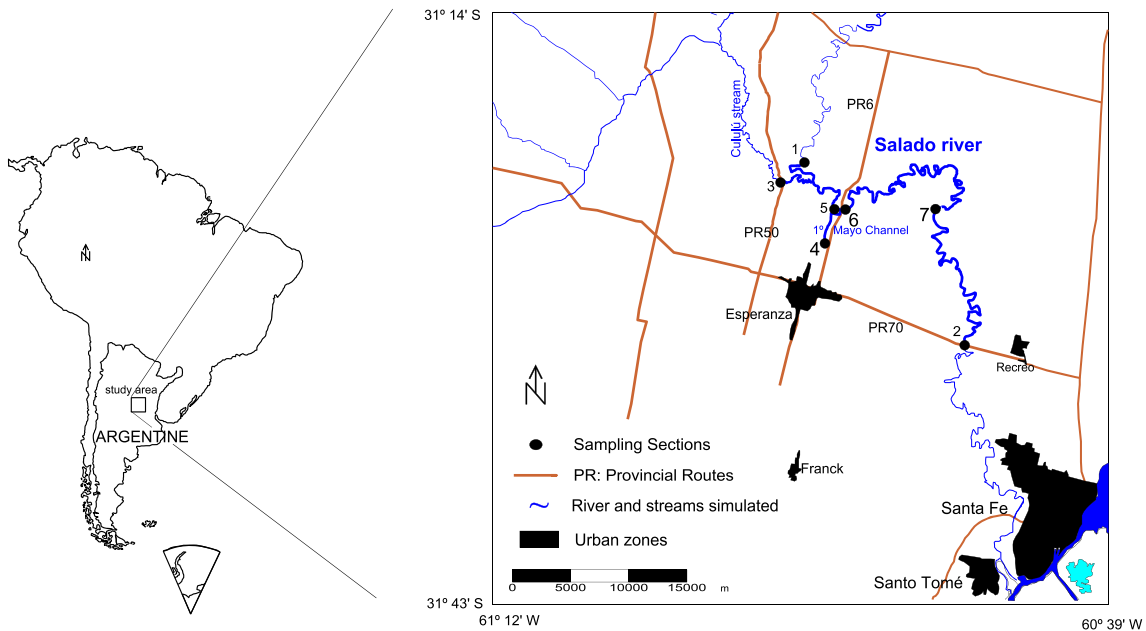 31º 14' S
Cululú stream
PR6
1
Salado river
3
5
6
7
PR50
1º Mayo Channel
4
N
study area
Esperanza
PR70
2
Recreo
N
ARGENTINE
Sampling Sections
PR: Provincial Routes
Franck
River and streams simulated
Santa Fe
Urban zones
Santo Tomé
0 5000 10000 15000 m
31º 43' S
61º 12' W
60º 39' W